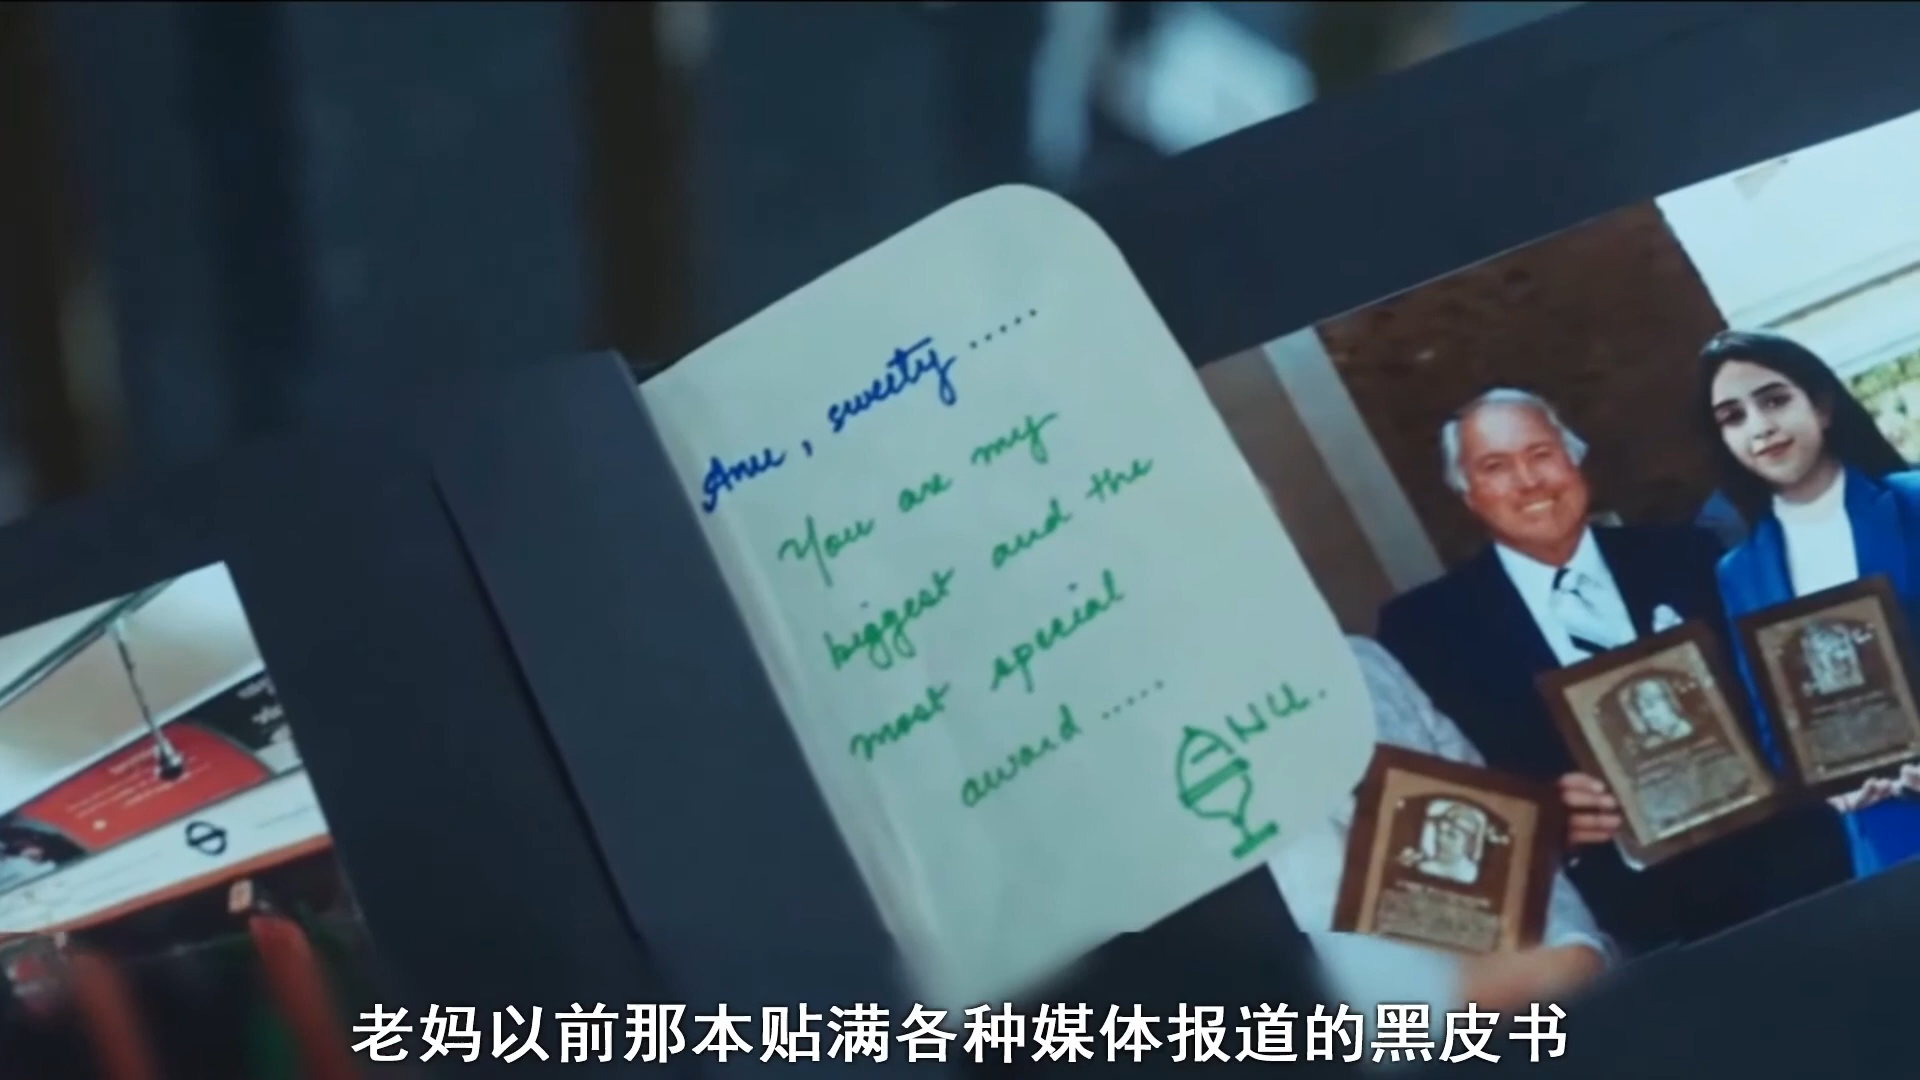 Anu, sweety.....
You are my
biggest and the
most special
award.....
ANU.
老妈以前那本贴满各种媒体报道的黑皮书